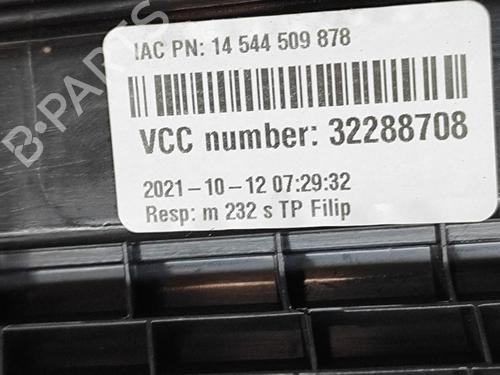 IAC PN: 14 544 509 878
VCC number: 32288708
2021-10-12 07:29:32
Resp: m 232 s TP Filip
B-PARTS